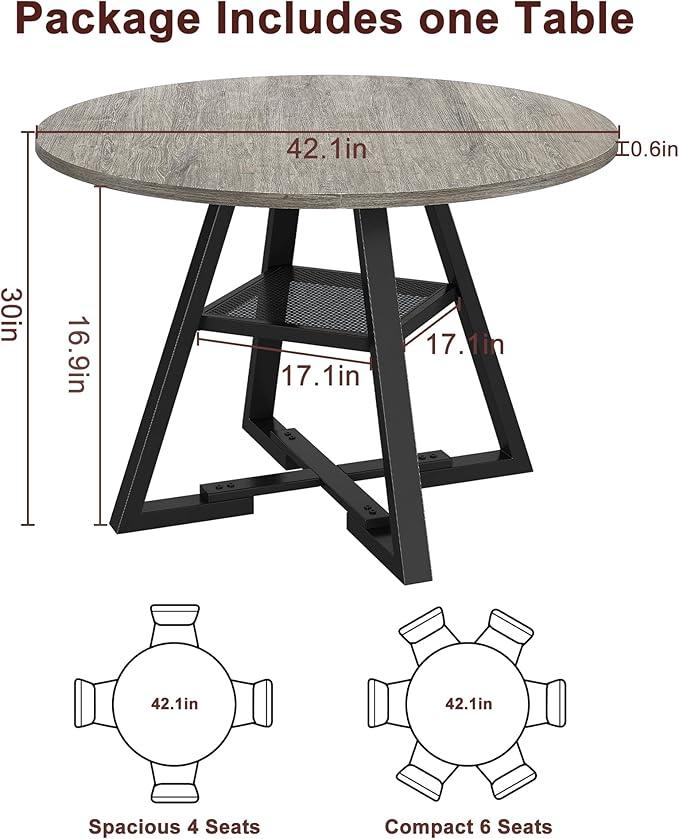 Package Includes one Table
42.1in
0.6in
30in
16.9in
17.1in
17.1in
42.1in
42.1in
Spacious 4 Seats
Compact 6 Seats